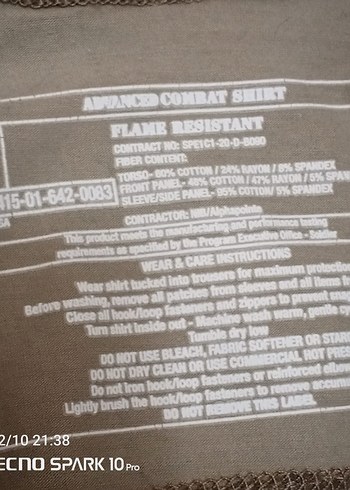 ADVANCED COMBAT SHIRT
FLAME RESISTANT
CONTRACT NO: SPE1C1-20-D-B090
FIBER CONTENT:
TORSO- 60% COTTON / 24% RAYON / 8% SPANDEX
FRONT PANEL- 48% COTTON / 47% RAYON / 5% SPAN
SLEEVE/SIDE PANEL- 95% COTTON/ 5% SPANDEX
415-01-642-0083
CONTRACTOR: NIW/Alphapointe
This product meets the manufacturing and performance testing
requirements as specified by the Program Executive Office - Soldier
WEAR & CARE INSTRUCTIONS
Wear shirt tucked into trousers for maximum protection
Before washing, remove all patches from sleeves and all items fr
Close all hook/loop fasteners and zippers to prevent
Turn shirt inside out - Machine wash warm, gentle cy
Tumble dry low
DO NOT USE BLEACH, FABRIC SOFTENER OR STAR
DO NOT DRY CLEAN OR USE COMMERCIAL HOT PRES
Do not iron hook/loop fasteners or reinforced
Lightly brush the hook/loop fasteners to remove accum
DO NOT REMOVE THIS LABEL.
2/10 21:38
ECNO SPARK 10 Pro